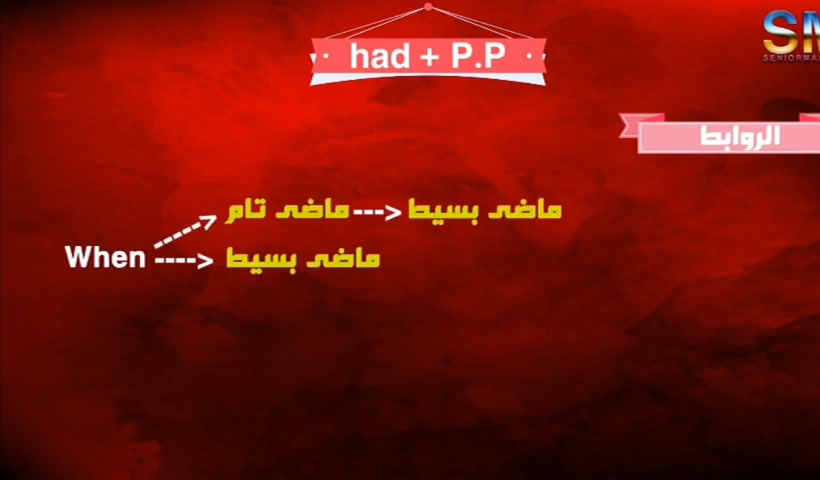 had + P.P
SM
الروابط
ماضى تام ---> ماضى بسيط
When ----> ماضى بسيط